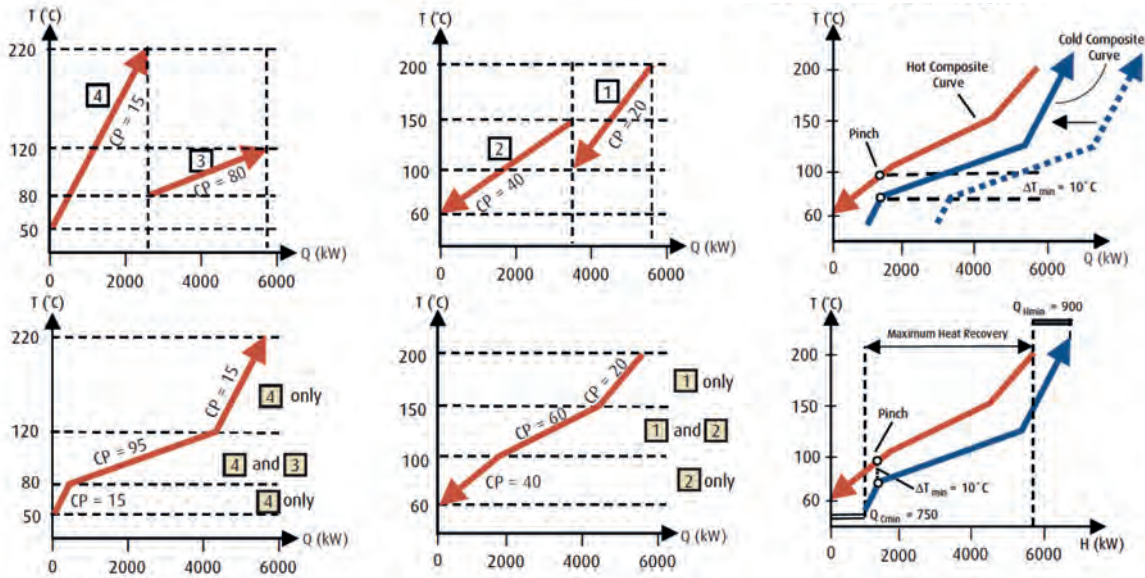 T (°C)
220
120
80
50
0
2000
4000
6000
Q (kW)
4
CP = 15
3
CP = 80
T (°C)
200
150
100
60
0
2000
4000
6000
Q (kW)
1
CP = 20
2
CP = 40
T (°C)
200
150
100
60
2000
4000
6000
Q (kW)
Cold Composite
Curve
Hot Composite
Curve
Pinch
ΔTmin = 10°C
T (°C)
220
120
80
50
0
2000
4000
6000
Q (kW)
CP = 15
4 only
CP = 95
4 and 3
CP = 15
4 only
T (°C)
200
150
100
60
0
2000
4000
6000
Q (kW)
CP = 20
1 only
CP = 60
1 and 2
CP = 40
2 only
T (°C)
200
150
100
60
0
2000
4000
6000
H (kW)
QHmin = 900
Maximum Heat Recovery
Pinch
ΔTmin = 10°C
QCmin = 750